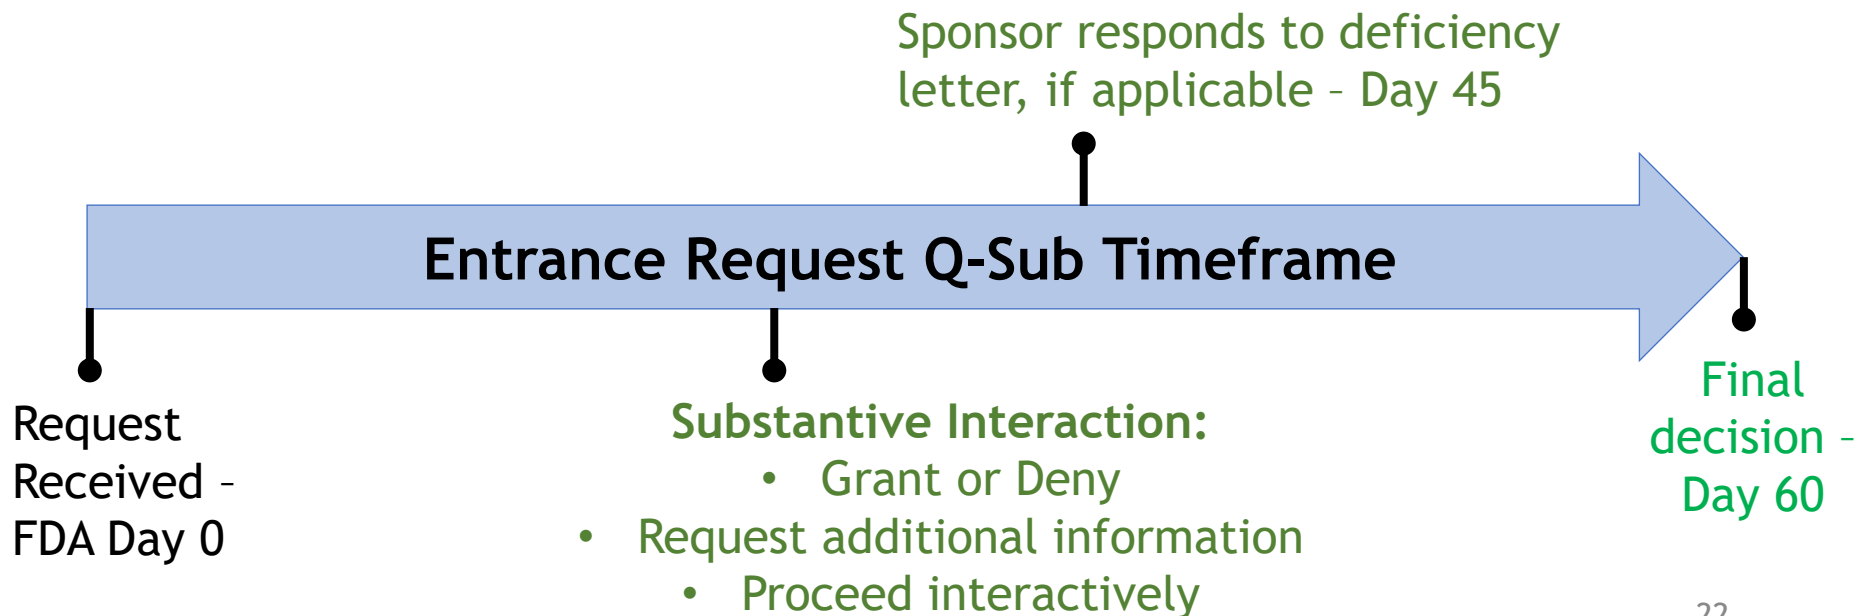 Sponsor responds to deficiency
letter, if applicable – Day 45
Entrance Request Q-Sub Timeframe
Request
Received –
FDA Day 0
Substantive Interaction:
• Grant or Deny
• Request additional information
• Proceed interactively
Final
decision –
Day 60
22